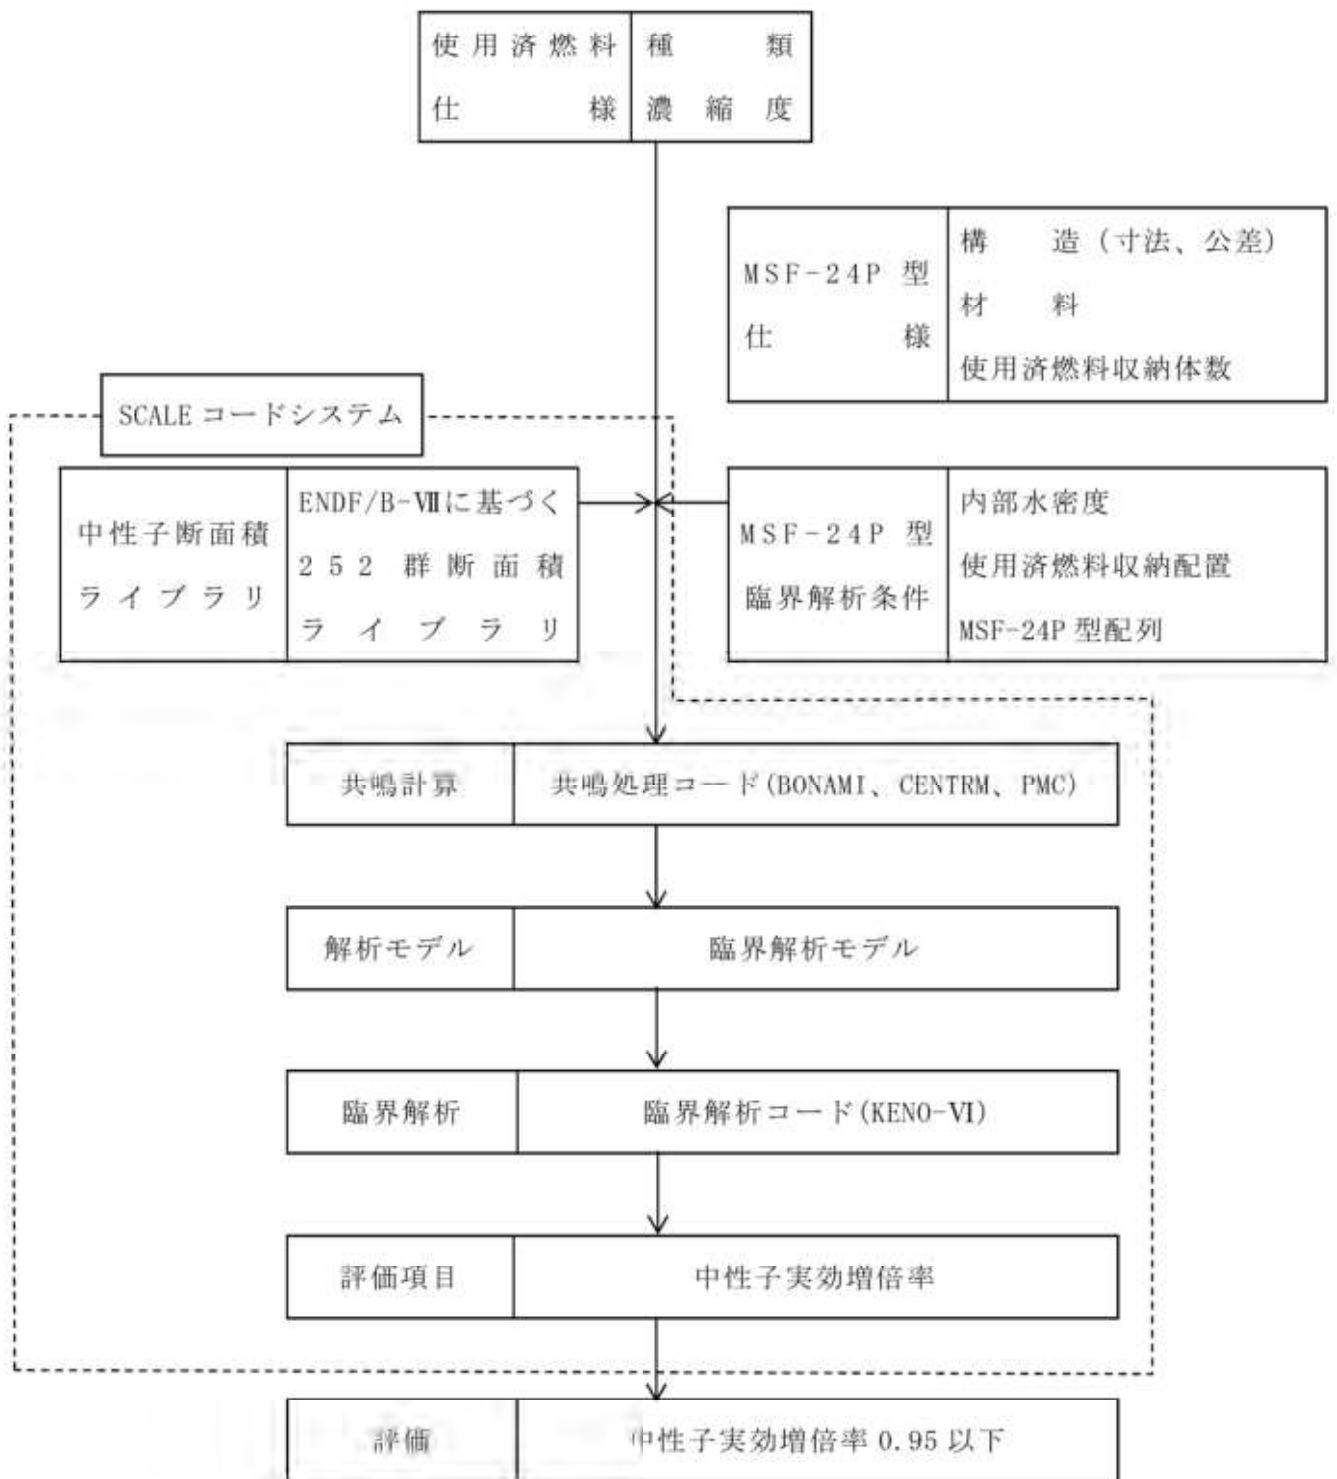 使用済燃料 種類
仕様 濃縮度
MSF-24P 型
仕様
構造(寸法、公差)
材料
使用済燃料収納体数
SCALE コードシステム
中性子断面積
ライブラリ
ENDF/B-Ⅶに基づく
252 群断面積
ライブラリ
MSF-24P 型
臨界解析条件
内部水密度
使用済燃料収納配置
MSF-24P 型配列
共鳴計算 共鳴処理コード(BONAMI、CENTRM、PMC)
解析モデル 臨界解析モデル
臨界解析 臨界解析コード(KENO-Ⅵ)
評価項目 中性子実効増倍率
評価 中性子実効増倍率 0.95 以下